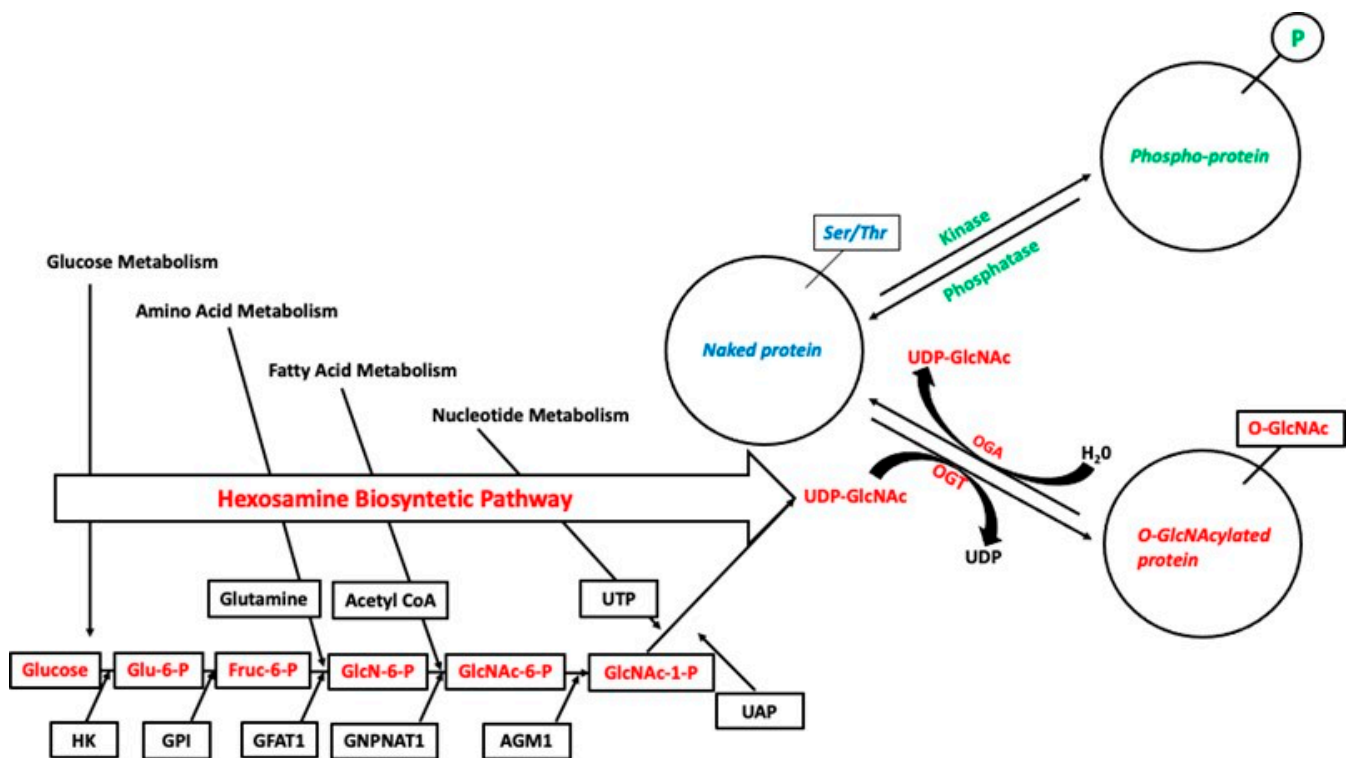 P
Phospho-protein
Ser/Thr
Kinase
Phosphatase
Glucose Metabolism
Amino Acid Metabolism
Naked protein
UDP-GlcNAc
Fatty Acid Metabolism
Nucleotide Metabolism
O-GlcNAc
OGA
H20
Hexosamine Biosyntetic Pathway
UDP-GlcNAc
OGT
O-GlcNAcylated
protein
UDP
Glutamine
Acetyl CoA
UTP
Glucose
Glu-6-P
Fruc-6-P
GlcN-6-P
GlcNAc-6-P
GlcNAc-1-P
HK
GPI
GFAT1
GNPNAT1
AGM1
UAP